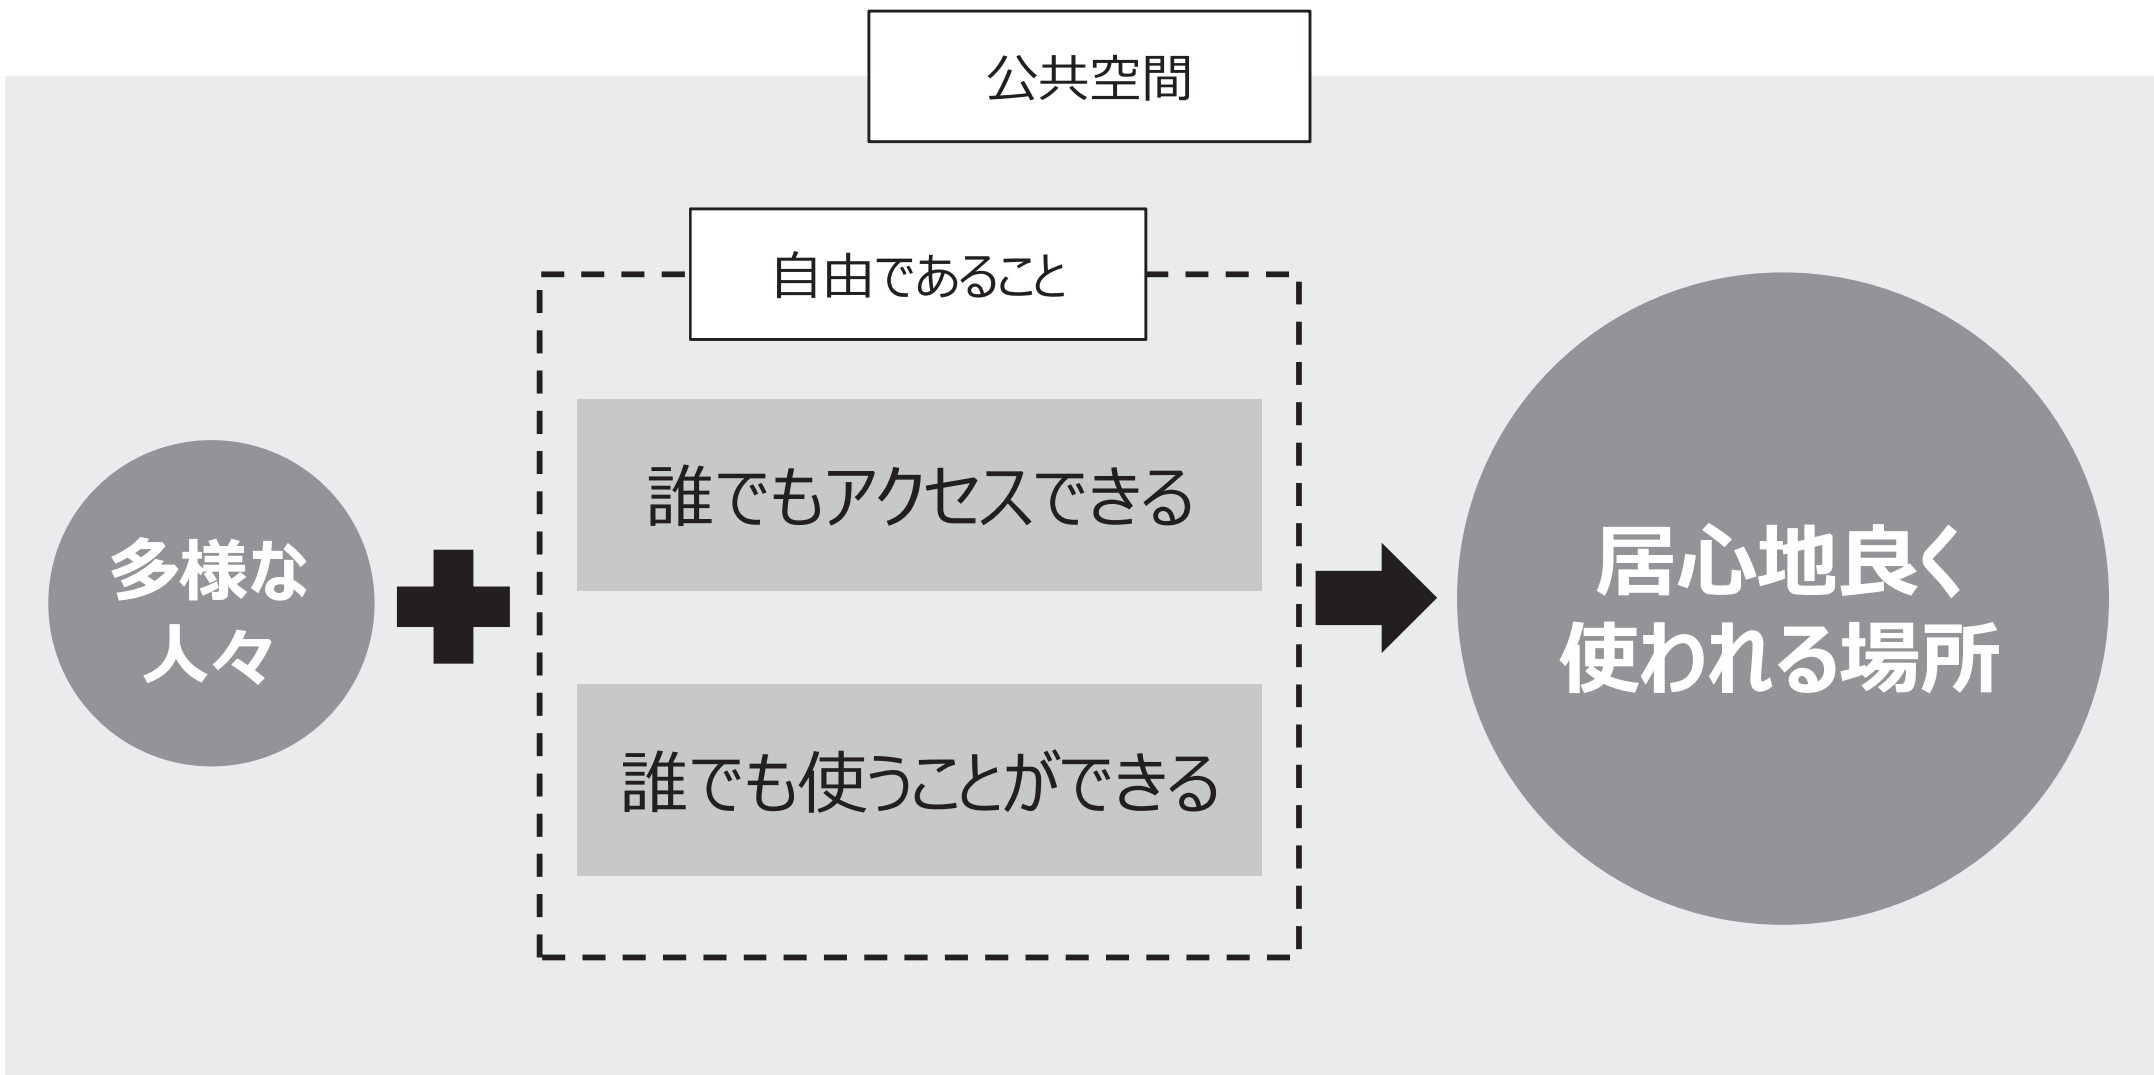 公共空間
自由であること
誰でもアクセスできる
誰でも使うことができる
多様な
人々
居心地良く
使われる場所